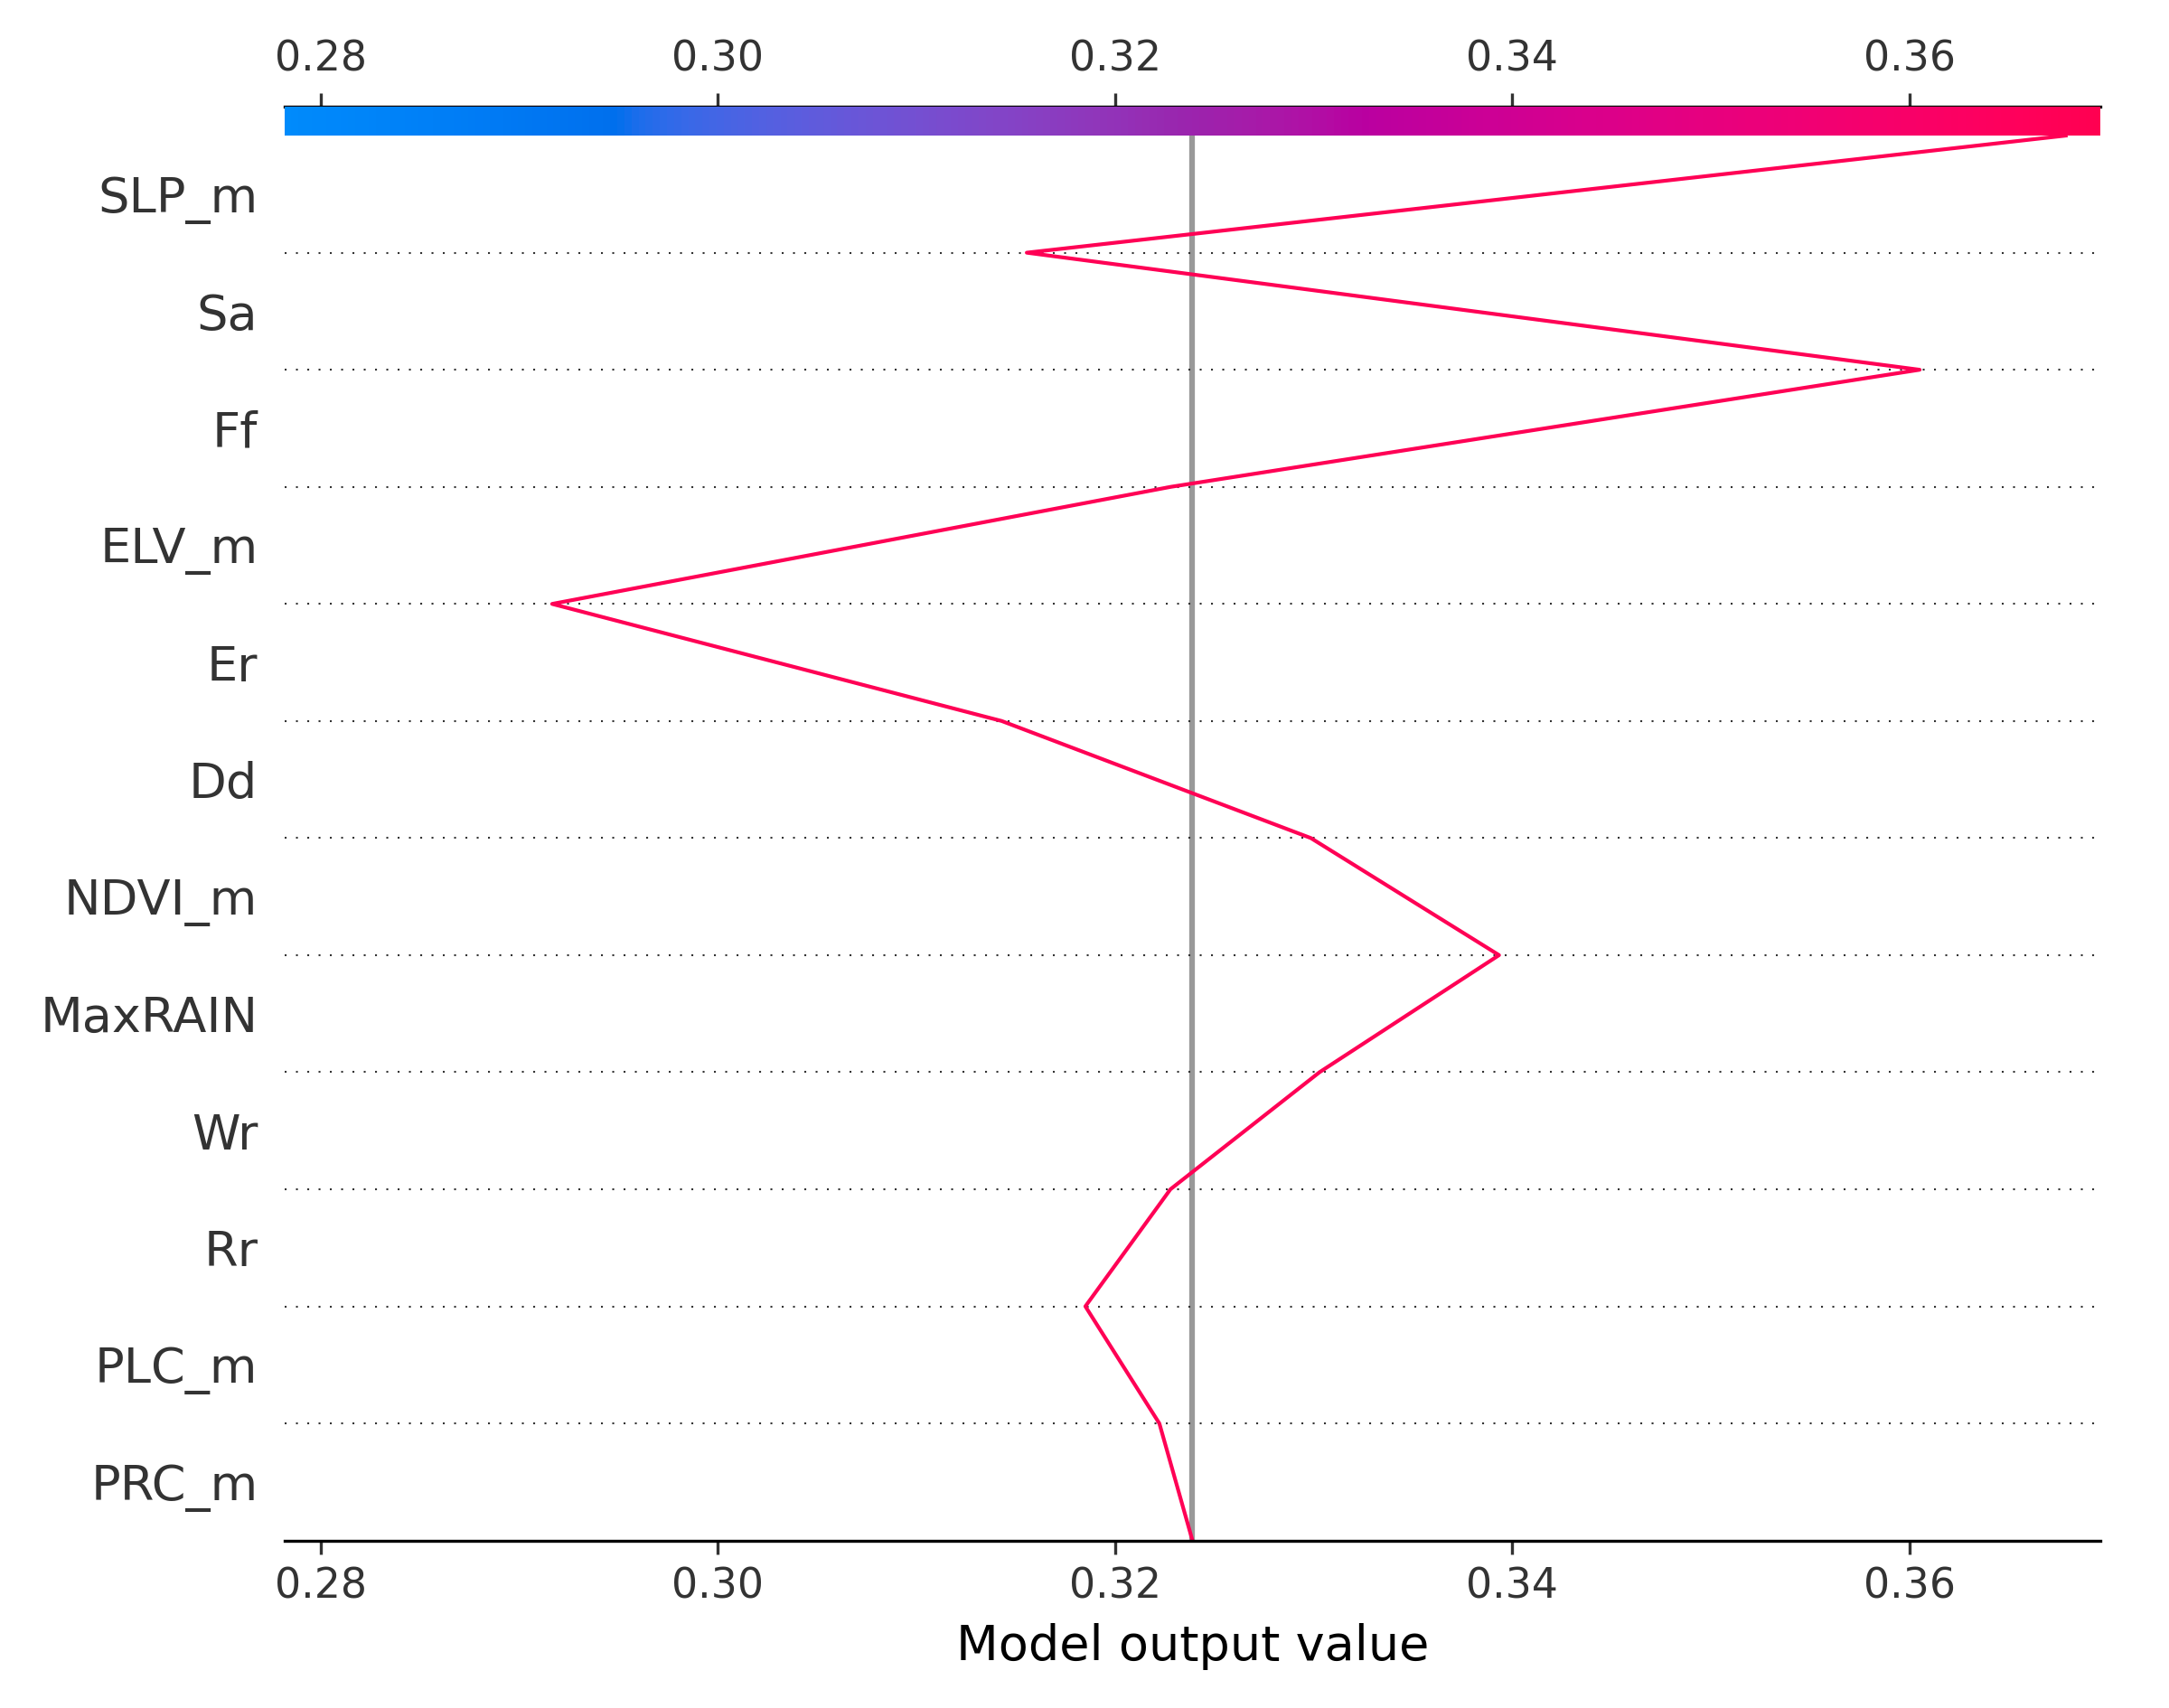 0.28 0.30 0.32 0.34 0.36
SLP_m
Sa
Ff
ELV_m
Er
Dd
NDVI_m
MaxRAIN
Wr
Rr
PLC_m
PRC_m
0.28 0.30 0.32 0.34 0.36
Model output value